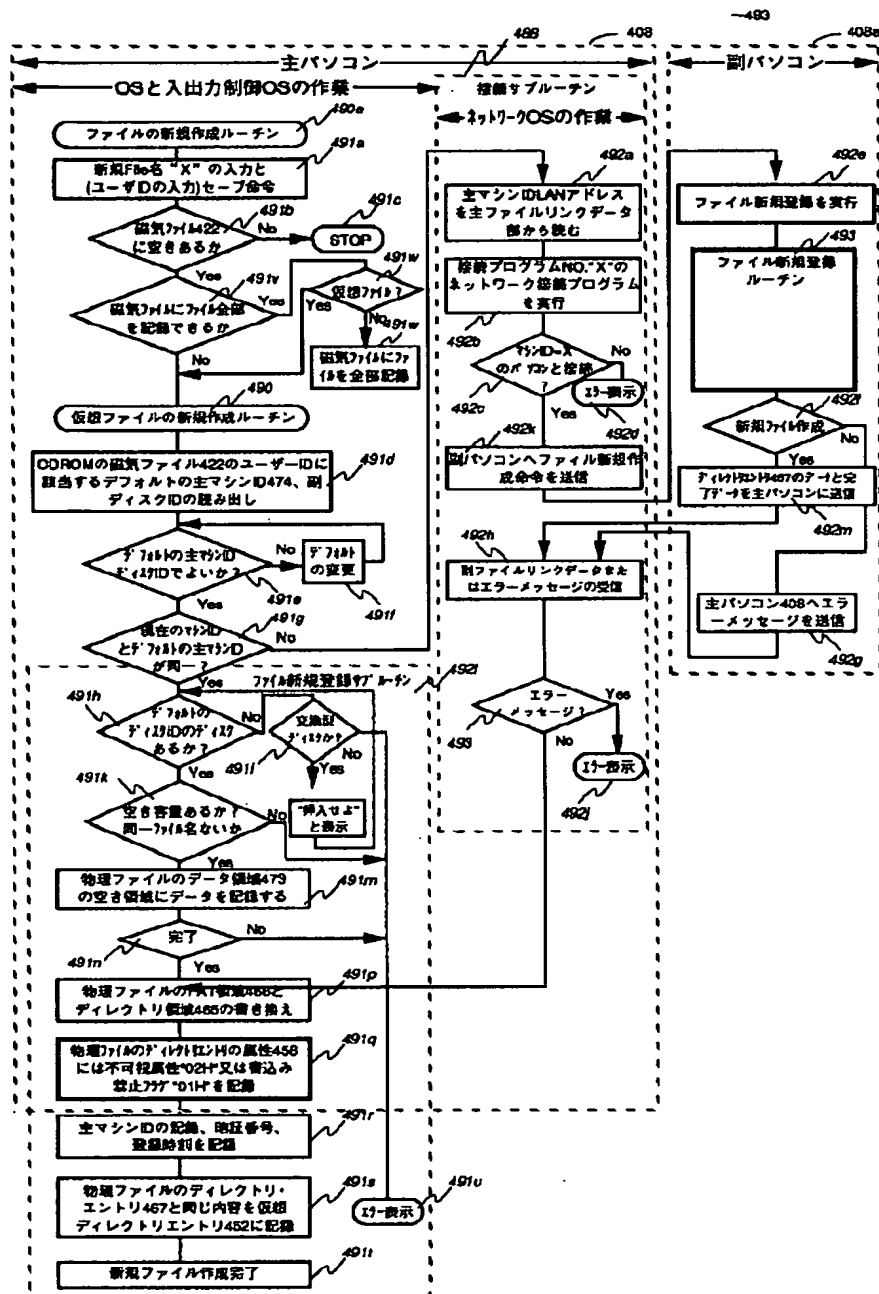 483
488
408
408a
主パソコン
副パソコン
OSと入出力制御OSの作業
接続サブルーチン
ネットワークOSの作業
490a
ファイルの新規作成ルーチン
491a
新規File名“X”の入力と
(ユーザIDの入力)セーブ命令
491b
磁気ファイル422
に空きあるか
No
491c
STOP
Yes
491v
磁気ファイルにファイル全部
を記録できるか
Yes
491w
仮想ファイル?
Yes
No
491w
磁気ファイルにファ
イルを全部記録
No
490
仮想ファイルの新規作成ルーチン
CDROMの磁気ファイル422のユーザーIDに
該当するデフォルトの主マシンID474、副
ディスクIDの読み出し
491d
デフォルトの主マシンID
ディスクIDでよいか?
No
491e
デフォルト
の変更
491f
Yes
491g
現在のマシンID
とデフォルトの主マシンID
が同一?
No
Yes
ファイル新規登録サブルーチン
492i
491h
デフォルトの
ディスクIDのディスク
あるか?
No
交換型
ディスクか?
491j
No
Yes
“挿入せよ”
と表示
Yes
491k
空き容量あるか?
同一ファイル名ないか
No
Yes
物理ファイルのデータ領域473
の空き領域にデータを記録する
491m
完了
No
491n
Yes
491p
物理ファイルのFAT領域466と
ディレクトリ領域465の書き換え
491q
物理ファイルのディレクトリエントリの属性456
には不可視属性“02H”又は書込み
禁止フラグ“01H”を記録
491r
主マシンIDの記録、暗証番号、
登録時刻を記録
491s
物理ファイルのディレクトリ・
エントリ467と同じ内容を仮想
ディレクトリエントリ452に記録
エラー表示
491u
新規ファイル作成完了
491t
492a
主マシンIDLANアドレス
を主ファイルリンクデータ
部から読む
接続プログラムNO.“X”の
ネットワーク接続プログラム
を実行
492b
マシンID=X
のパソコンと接続
?
No
492c
エラー表示
492d
Yes
492k
副パソコンへファイル新規作
成命令を送信
492h
副ファイルリンクデータまた
はエラーメッセージの受信
エラー
メッセージ?
Yes
493
No
エラー表示
492j
492e
ファイル新規登録を実行
493
ファイル新規登録
ルーチン
492f
新規ファイル作成
No
Yes
ディレクトリエントリ467のデータと完
了データを主パソコンに送信
492m
主パソコン408へエラ
ーメッセージを送信
492g